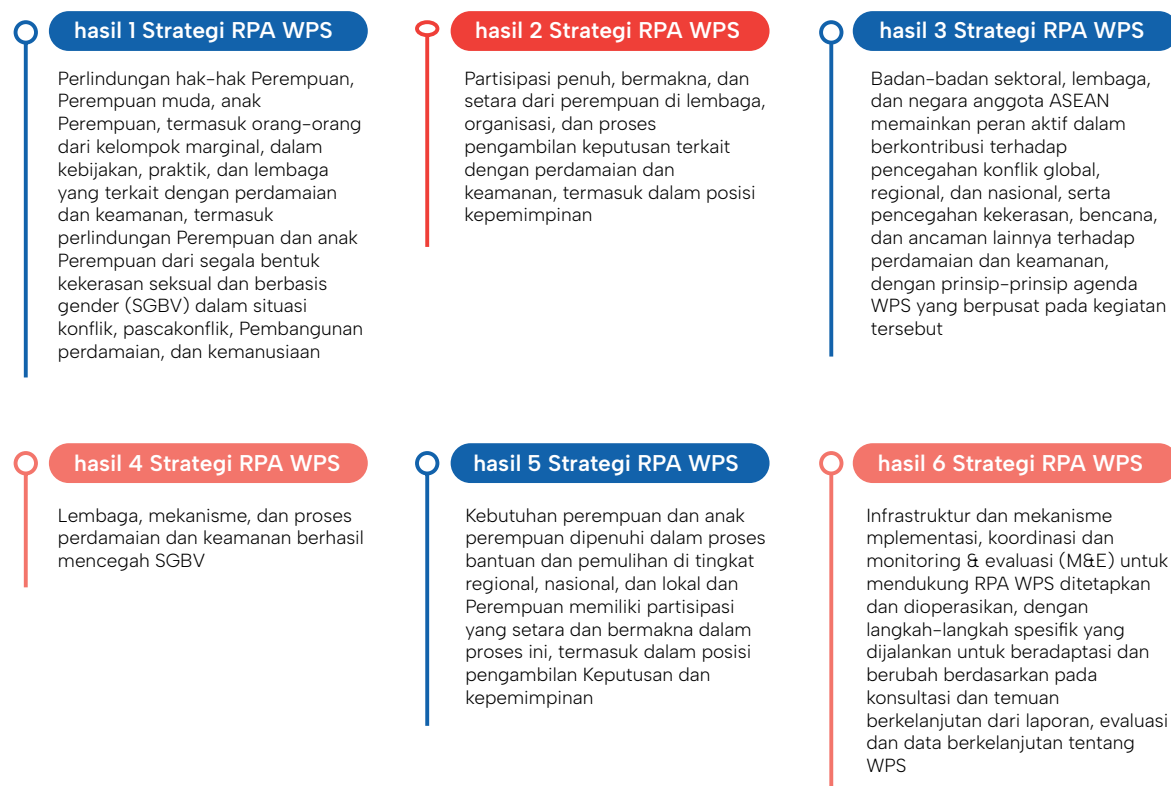 hasil 1 Strategi RPA WPS
Perlindungan hak-hak Perempuan,
Perempuan muda, anak
Perempuan, termasuk orang-orang
dari kelompok marginal, dalam
kebijakan, praktik, dan lembaga
yang terkait dengan perdamaian
dan keamanan, termasuk
perlindungan Perempuan dan anak
Perempuan dari segala bentuk
kekerasan seksual dan berbasis
gender (SGBV) dalam situasi
konflik, pascakonflik, Pembangunan
perdamaian, dan kemanusiaan
hasil 2 Strategi RPA WPS
Partisipasi penuh, bermakna, dan
setara dari perempuan di lembaga,
organisasi, dan proses
pengambilan keputusan terkait
dengan perdamaian dan
keamanan, termasuk dalam posisi
kepemimpinan
hasil 3 Strategi RPA WPS
Badan-badan sektoral, lembaga,
dan negara anggota ASEAN
memainkan peran aktif dalam
berkontribusi terhadap
pencegahan konflik global,
regional, dan nasional, serta
pencegahan kekerasan, bencana,
dan ancaman lainnya terhadap
perdamaian dan keamanan,
dengan prinsip-prinsip agenda
WPS yang berpusat pada kegiatan
tersebut
hasil 4 Strategi RPA WPS
Lembaga, mekanisme, dan proses
perdamaian dan keamanan berhasil
mencegah SGBV
hasil 5 Strategi RPA WPS
Kebutuhan perempuan dan anak
perempuan dipenuhi dalam proses
bantuan dan pemulihan di tingkat
regional, nasional, dan lokal dan
Perempuan memiliki partisipasi
yang setara dan bermakna dalam
proses ini, termasuk dalam posisi
pengambilan Keputusan dan
kepemimpinan
hasil 6 Strategi RPA WPS
Infrastruktur dan mekanisme
mplementasi, koordinasi dan
monitoring & evaluasi (M&E) untuk
mendukung RPA WPS ditetapkan
dan dioperasikan, dengan
langkah-langkah spesifik yang
dijalankan untuk beradaptasi dan
berubah berdasarkan pada
konsultasi dan temuan
berkelanjutan dari laporan, evaluasi
dan data berkelanjutan tentang
WPS